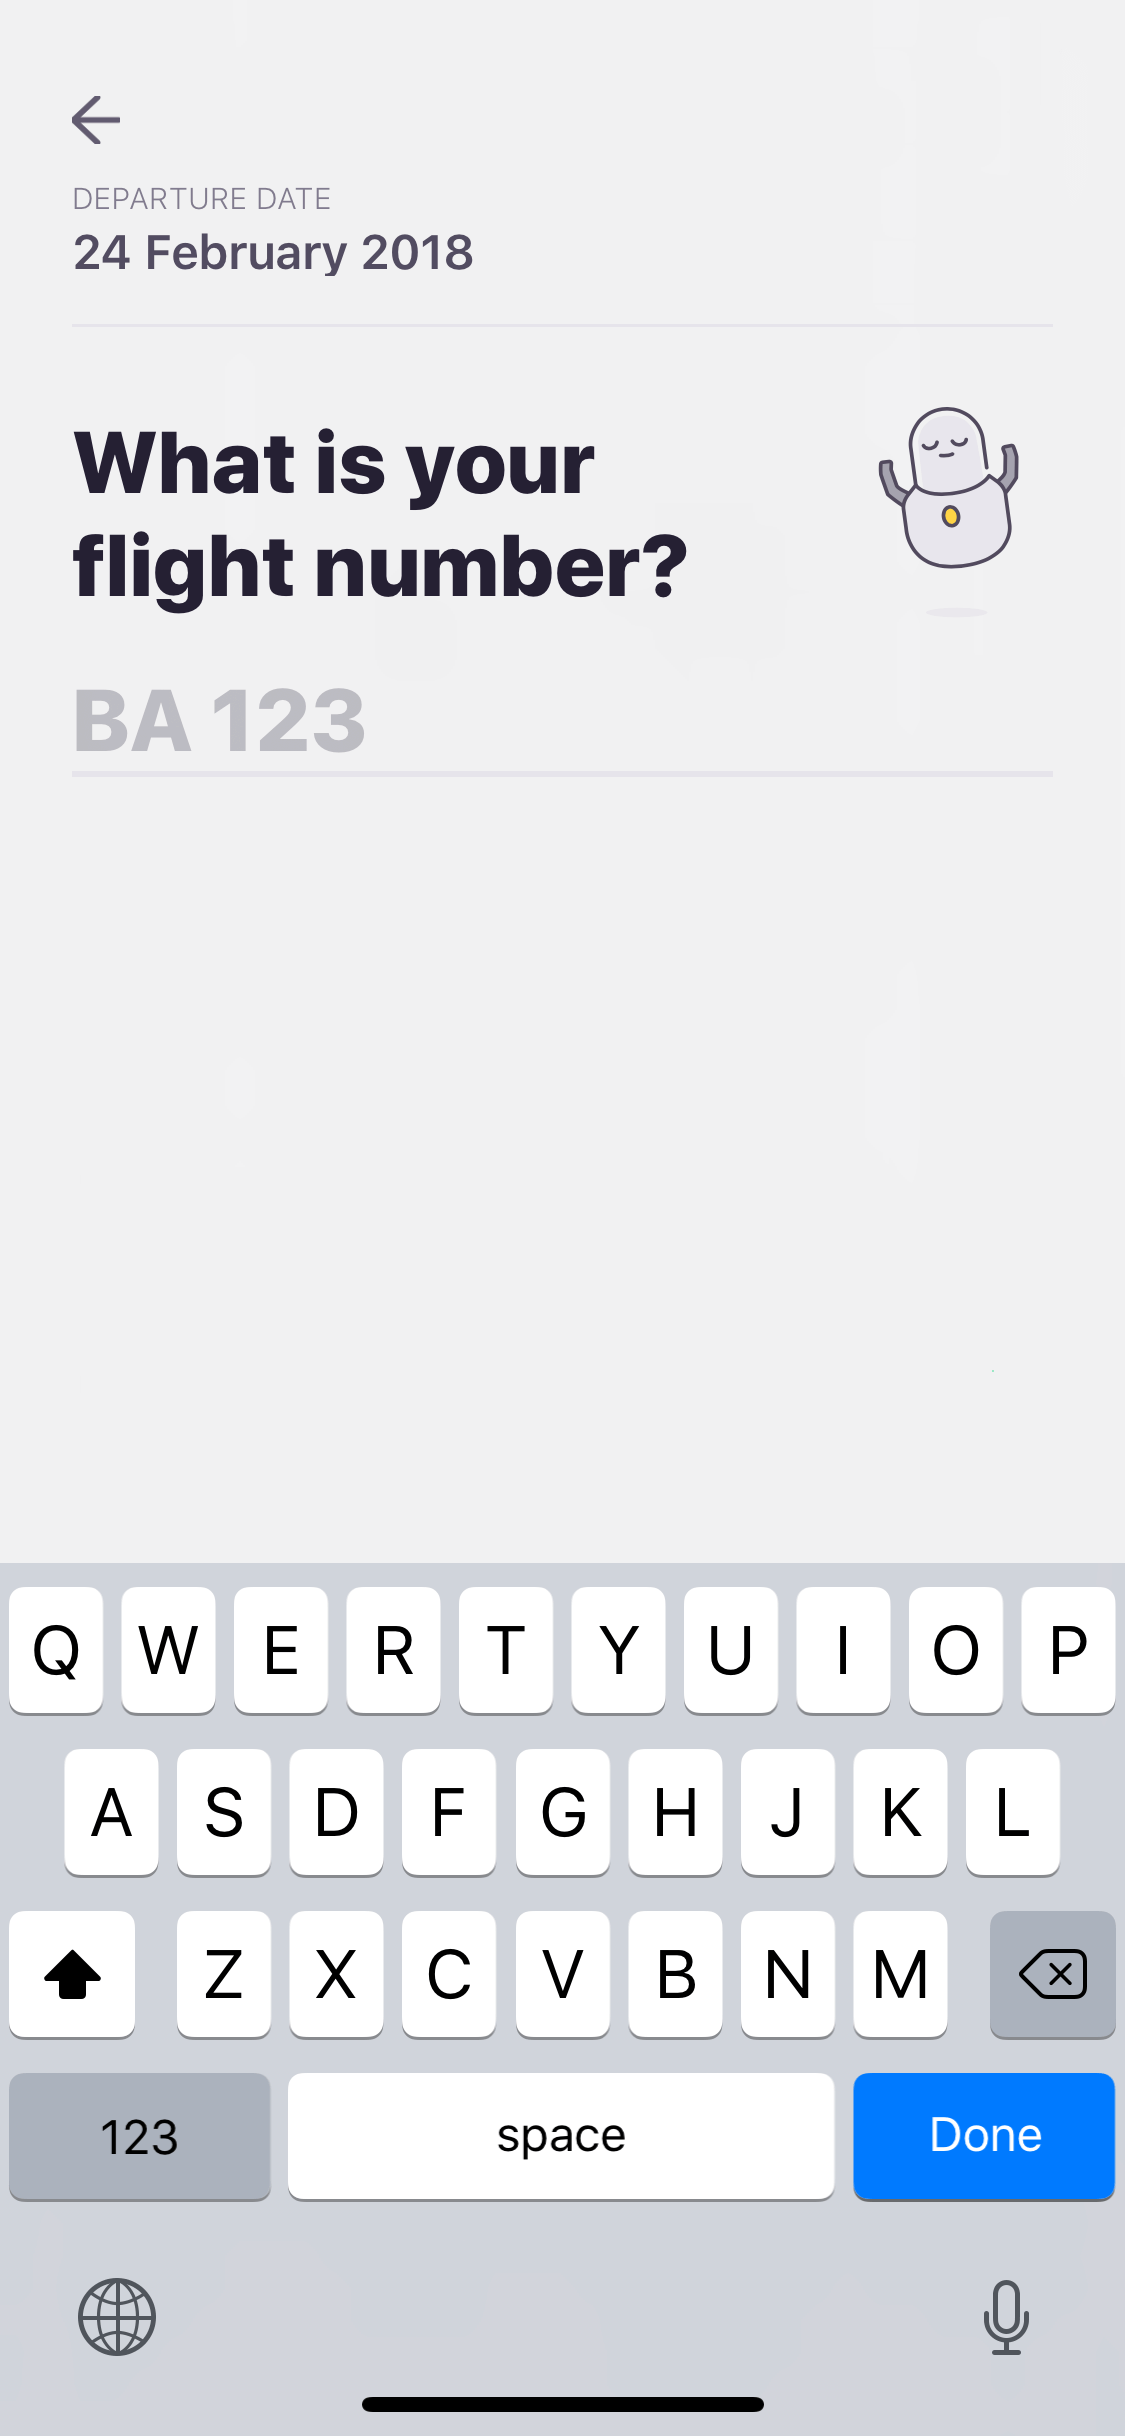 DEPARTURE DATE
24 February 2018
What is your
flight number?
BA 123
Q W E R T Y U I O P
A S D F G H J K L
Z X C V B N M
123 space Done